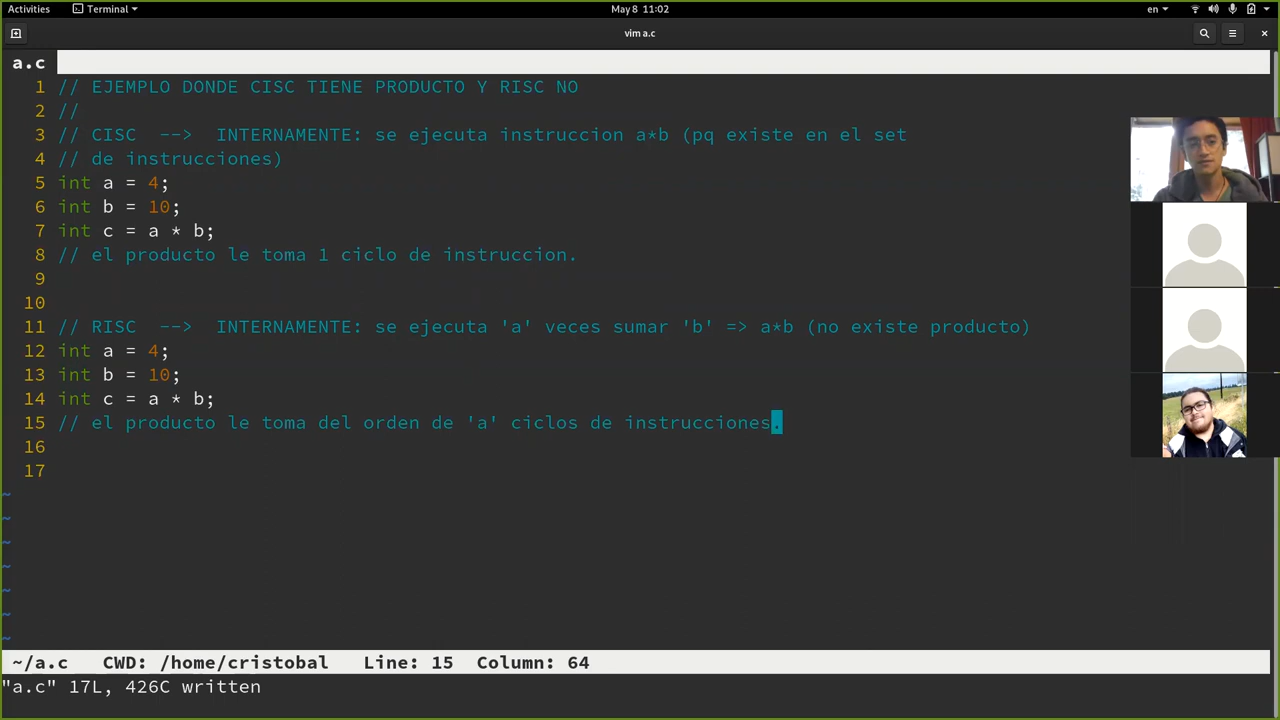 Activities Terminal May 8 11:02 en
vim a.c
a.c
1 // EJEMPLO DONDE CISC TIENE PRODUCTO Y RISC NO
2 //
3 // CISC --> INTERNAMENTE: se ejecuta instruccion a*b (pq existe en el set
4 // de instrucciones)
5 int a = 4;
6 int b = 10;
7 int c = a * b;
8 // el producto le toma 1 ciclo de instruccion.
9
10
11 // RISC --> INTERNAMENTE: se ejecuta 'a' veces sumar 'b' => a*b (no existe producto)
12 int a = 4;
13 int b = 10;
14 int c = a * b;
15 // el producto le toma del orden de 'a' ciclos de instrucciones.
16
17
~
~
~
~
~
~
~
~/a.c CWD: /home/cristobal Line: 15 Column: 64
"a.c" 17L, 426C written